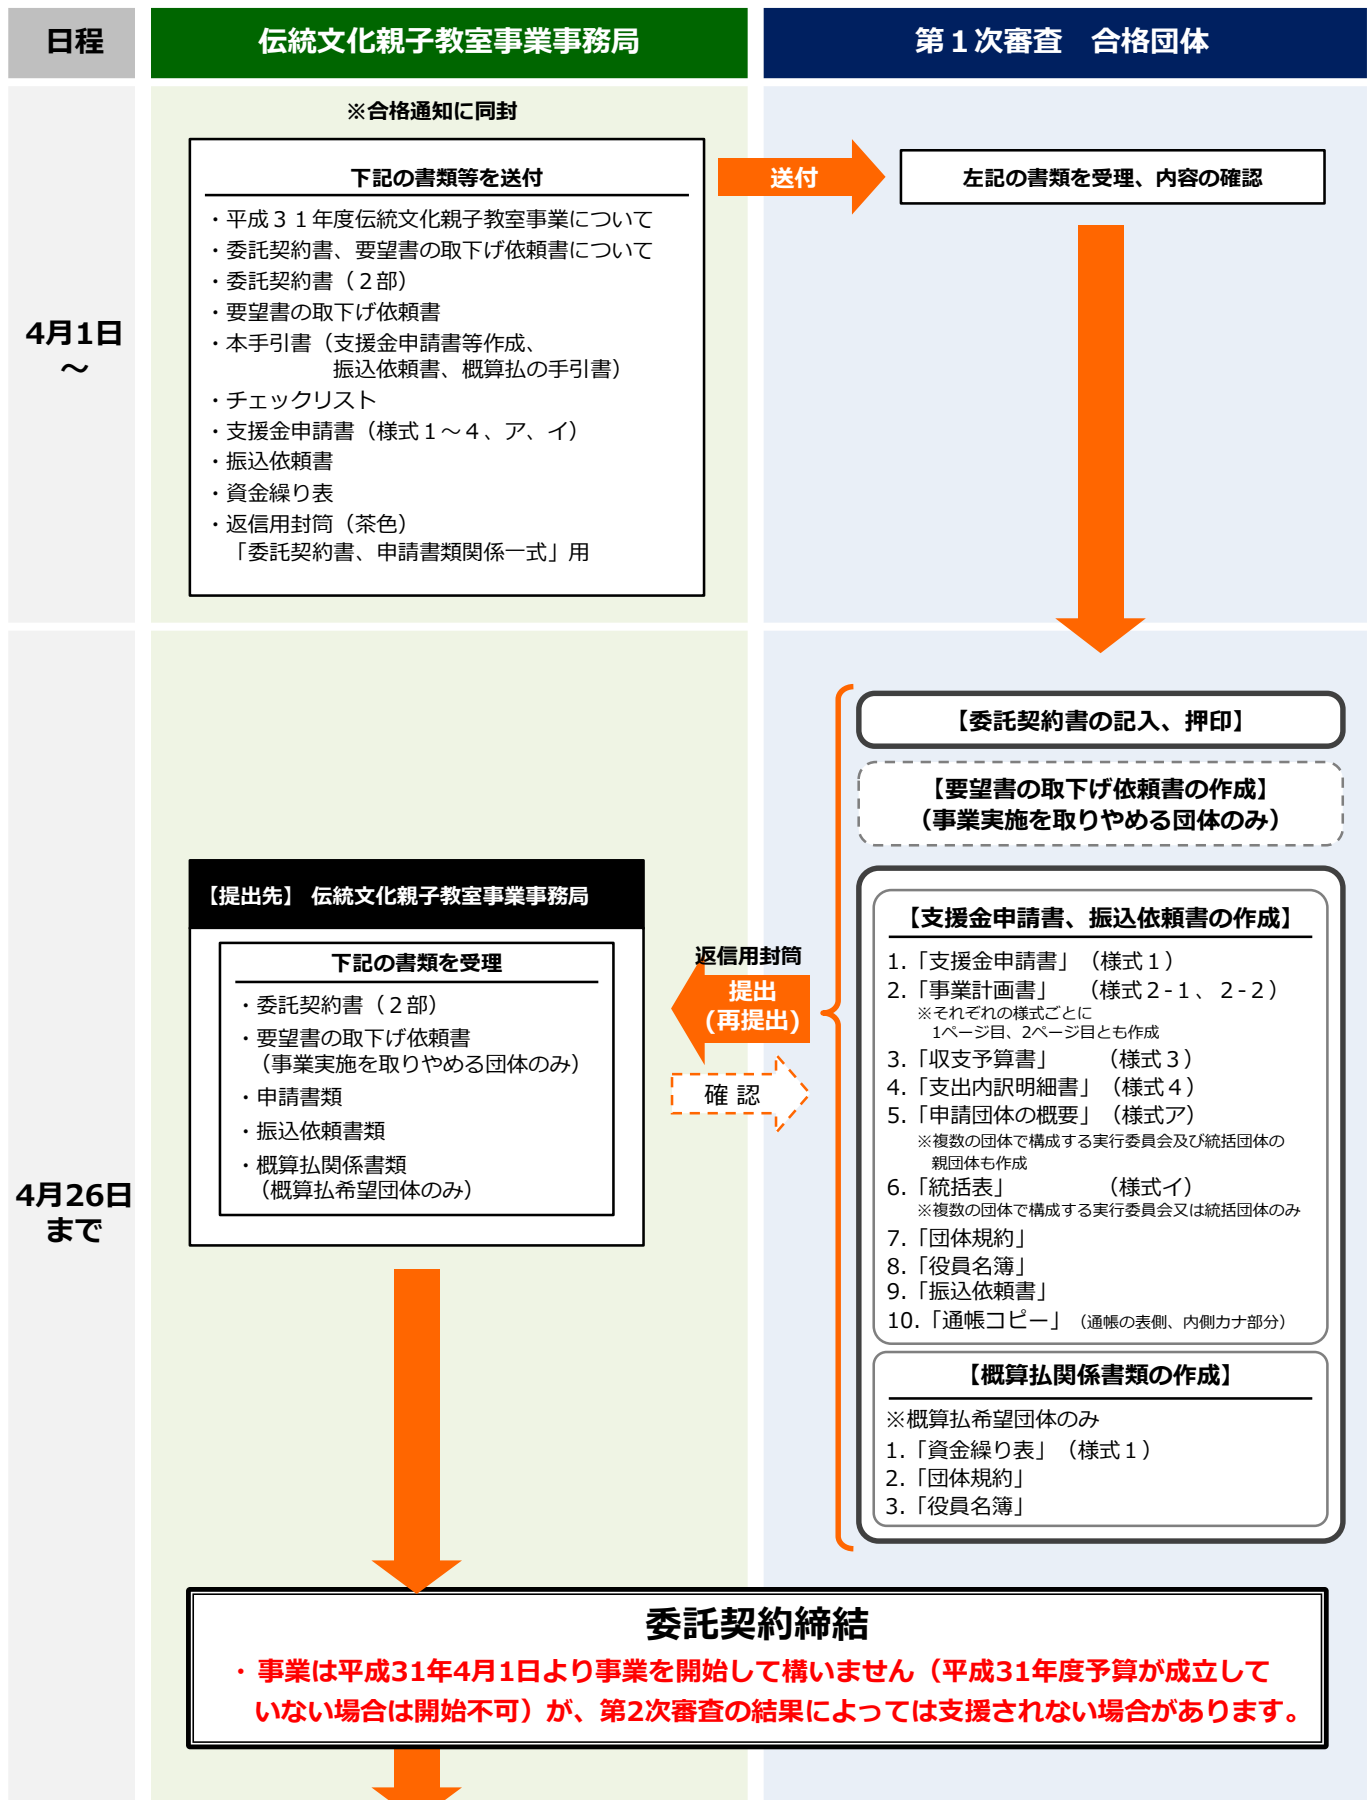 日程
伝統文化親子教室事業事務局
第１次審査　合格団体
4月1日
～
※合格通知に同封
下記の書類等を送付
・平成３１年度伝統文化親子教室事業について
・委託契約書、要望書の取下げ依頼書について
・委託契約書（２部）
・要望書の取下げ依頼書
・本手引書（支援金申請書等作成、
振込依頼書、概算払の手引書）
・チェックリスト
・支援金申請書（様式１～４、ア、イ）
・振込依頼書
・資金繰り表
・返信用封筒（茶色）
「委託契約書、申請書類関係一式」用
送付
左記の書類を受理、内容の確認
4月26日
まで
【提出先】 伝統文化親子教室事業事務局
下記の書類を受理
・委託契約書（２部）
・要望書の取下げ依頼書
（事業実施を取りやめる団体のみ）
・申請書類
・振込依頼書類
・概算払関係書類
（概算払希望団体のみ）
返信用封筒
提出
(再提出)
確 認
【委託契約書の記入、押印】
【要望書の取下げ依頼書の作成】
（事業実施を取りやめる団体のみ）
【支援金申請書、振込依頼書の作成】
1.「支援金申請書」（様式１）
2.「事業計画書」　（様式２-１、２-２）
※それぞれの様式ごとに
1ページ目、2ページ目とも作成
3.「収支予算書」　　（様式３）
4.「支出内訳明細書」（様式４）
5.「申請団体の概要」（様式ア）
※複数の団体で構成する実行委員会及び統括団体の
親団体も作成
6.「統括表」　　　　（様式イ）
※複数の団体で構成する実行委員会又は統括団体のみ
7.「団体規約」
8.「役員名簿」
9.「振込依頼書」
10.「通帳コピー」（通帳の表側、内側カナ部分）
【概算払関係書類の作成】
※概算払希望団体のみ
1.「資金繰り表」（様式１）
2.「団体規約」
3.「役員名簿」
委託契約締結
・事業は平成31年4月1日より事業を開始して構いません（平成31年度予算が成立して
いない場合は開始不可）が、第2次審査の結果によっては支援されない場合があります。